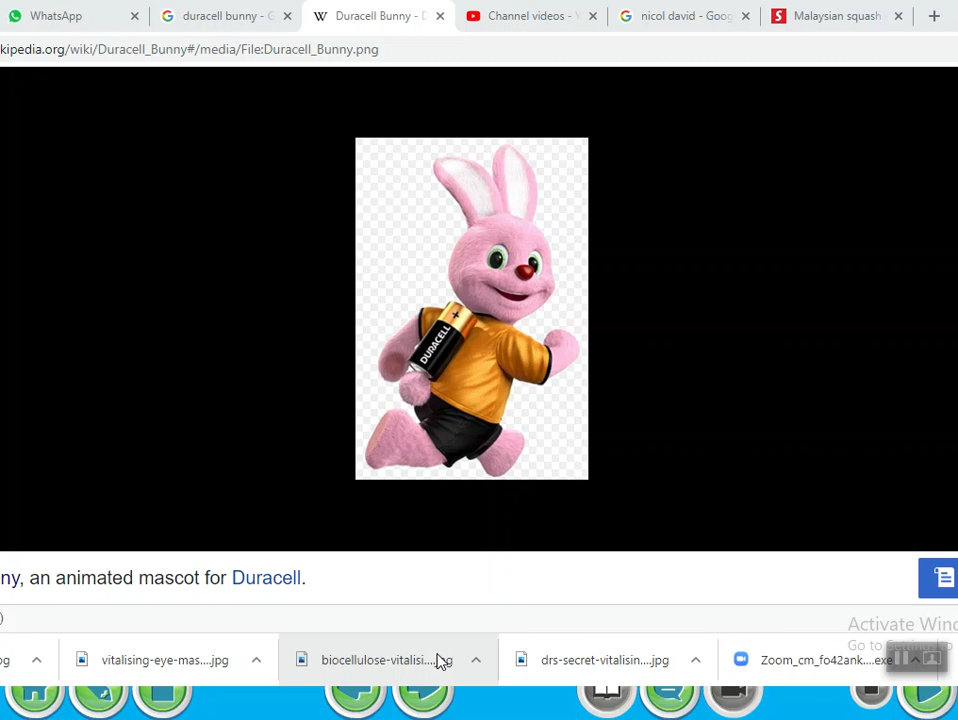 WhatsApp
duracell bunny - G
Duracell Bunny - D
Channel videos - Y
nicol david - Goog
Malaysian squash
kipedia.org/wiki/Duracell_Bunny#/media/File:Duracell_Bunny.png
DURACELL
+
ny, an animated mascot for Duracell.
)
Activate Wind
Go to Settings to
pg
vitalising-eye-mas....jpg
biocellulose-vitalisi....jpg
drs-secret-vitalisin....jpg
Zoom_cm_fo42ank....exe